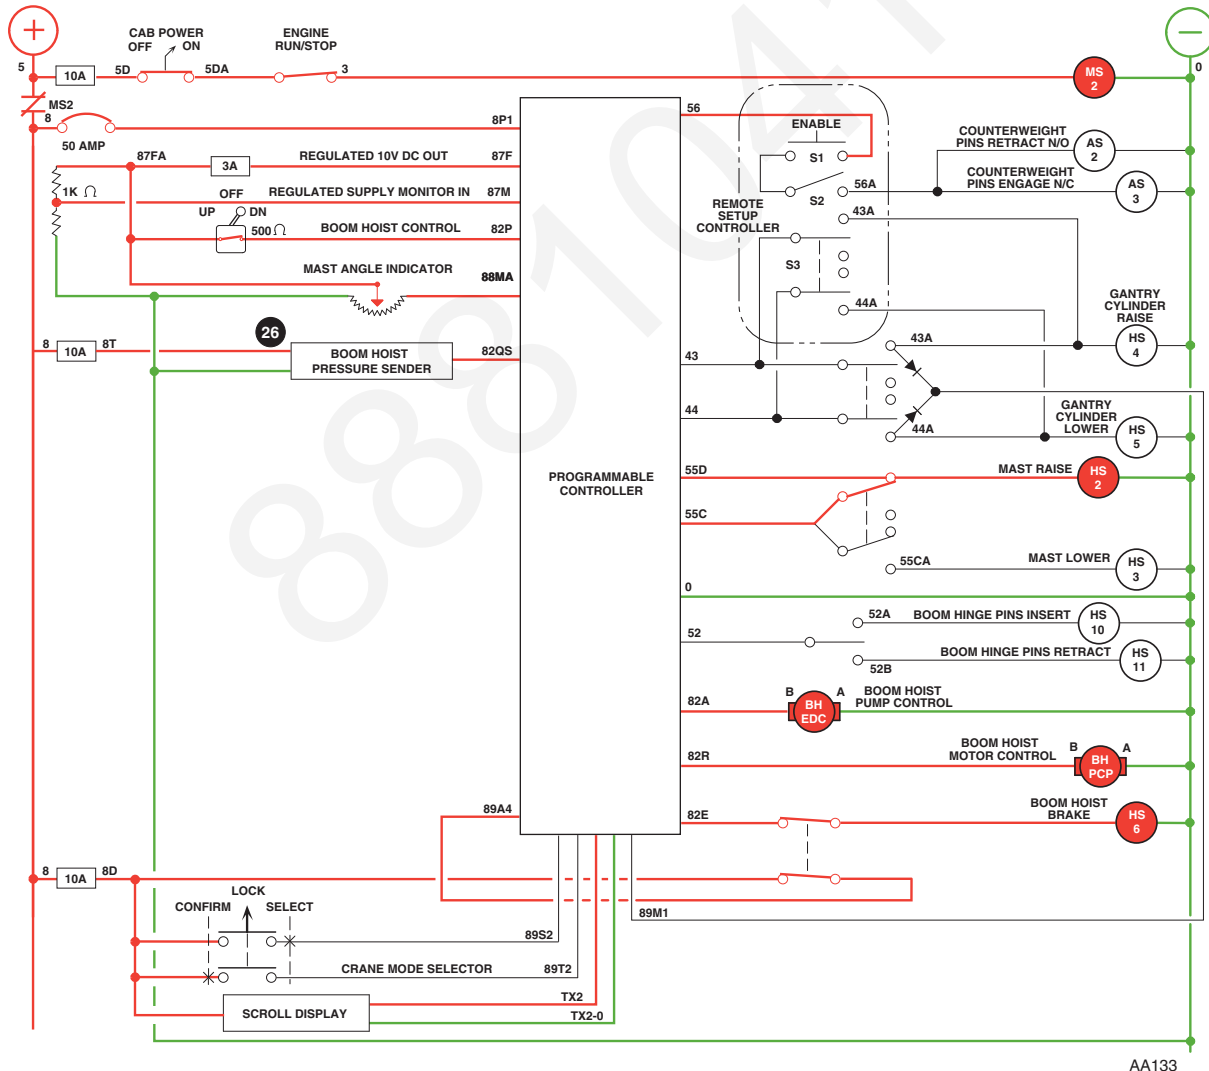 CAB POWER
OFF ON
ENGINE
RUN/STOP
5
10A
5D
5DA
3
MS
2
0
MS2
8
50 AMP
8P1
56
ENABLE
S1
COUNTERWEIGHT
PINS RETRACT N/O
AS
2
87FA
3A
REGULATED 10V DC OUT
87F
1K Ω
OFF
REGULATED SUPPLY MONITOR IN
87M
S2
56A
COUNTERWEIGHT
PINS ENGAGE N/C
AS
3
UP
DN
500 Ω
BOOM HOIST CONTROL
82P
REMOTE
SETUP
CONTROLLER
43A
S3
MAST ANGLE INDICATOR
88MA
44A
GANTRY
CYLINDER
RAISE
HS
4
26
8
10A
8T
BOOM HOIST
PRESSURE SENDER
82QS
43
43A
44
44A
GANTRY
CYLINDER
LOWER
HS
5
PROGRAMMABLE
CONTROLLER
55D
MAST RAISE
HS
2
55C
55CA
MAST LOWER
HS
3
0
52
52A
BOOM HINGE PINS INSERT
HS
10
52B
BOOM HINGE PINS RETRACT
HS
11
82A
B
BH
EDC
A
BOOM HOIST
PUMP CONTROL
82R
BOOM HOIST
MOTOR CONTROL
B
BH
PCP
A
89A4
82E
BOOM HOIST
BRAKE
HS
6
8
10A
8D
LOCK
CONFIRM
SELECT
89S2
89M1
CRANE MODE SELECTOR
89T2
SCROLL DISPLAY
TX2
TX2-0
AA133